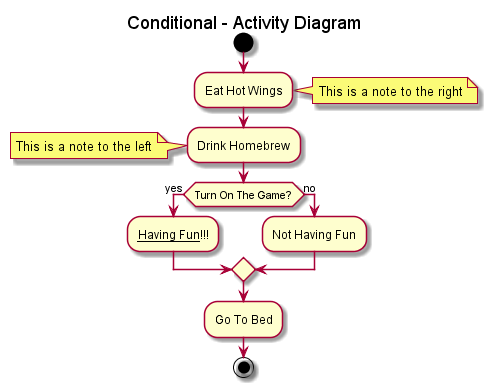 Conditional - Activity Diagram
Eat Hot Wings
This is a note to the right
This is a note to the left
Drink Homebrew
yes
Turn On The Game?
no
Having Fun!!!
Not Having Fun
Go To Bed